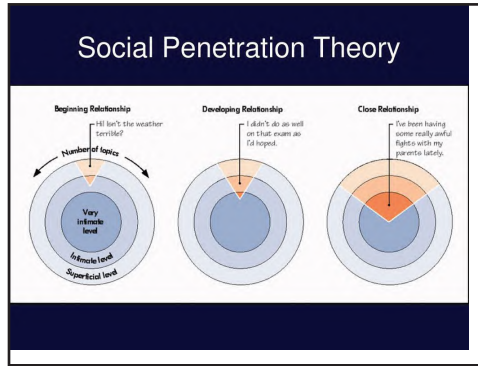 Social Penetration Theory
Beginning Relationship
Hi! Isn't the weather
terrible?
Number of topics
Very
intimate
level
Intimate level
Superficial level
Developing Relationship
I didn't do as well
on that exam as
I'd hoped.
Close Relationship
I've been having
some really awful
fights with my
parents lately.